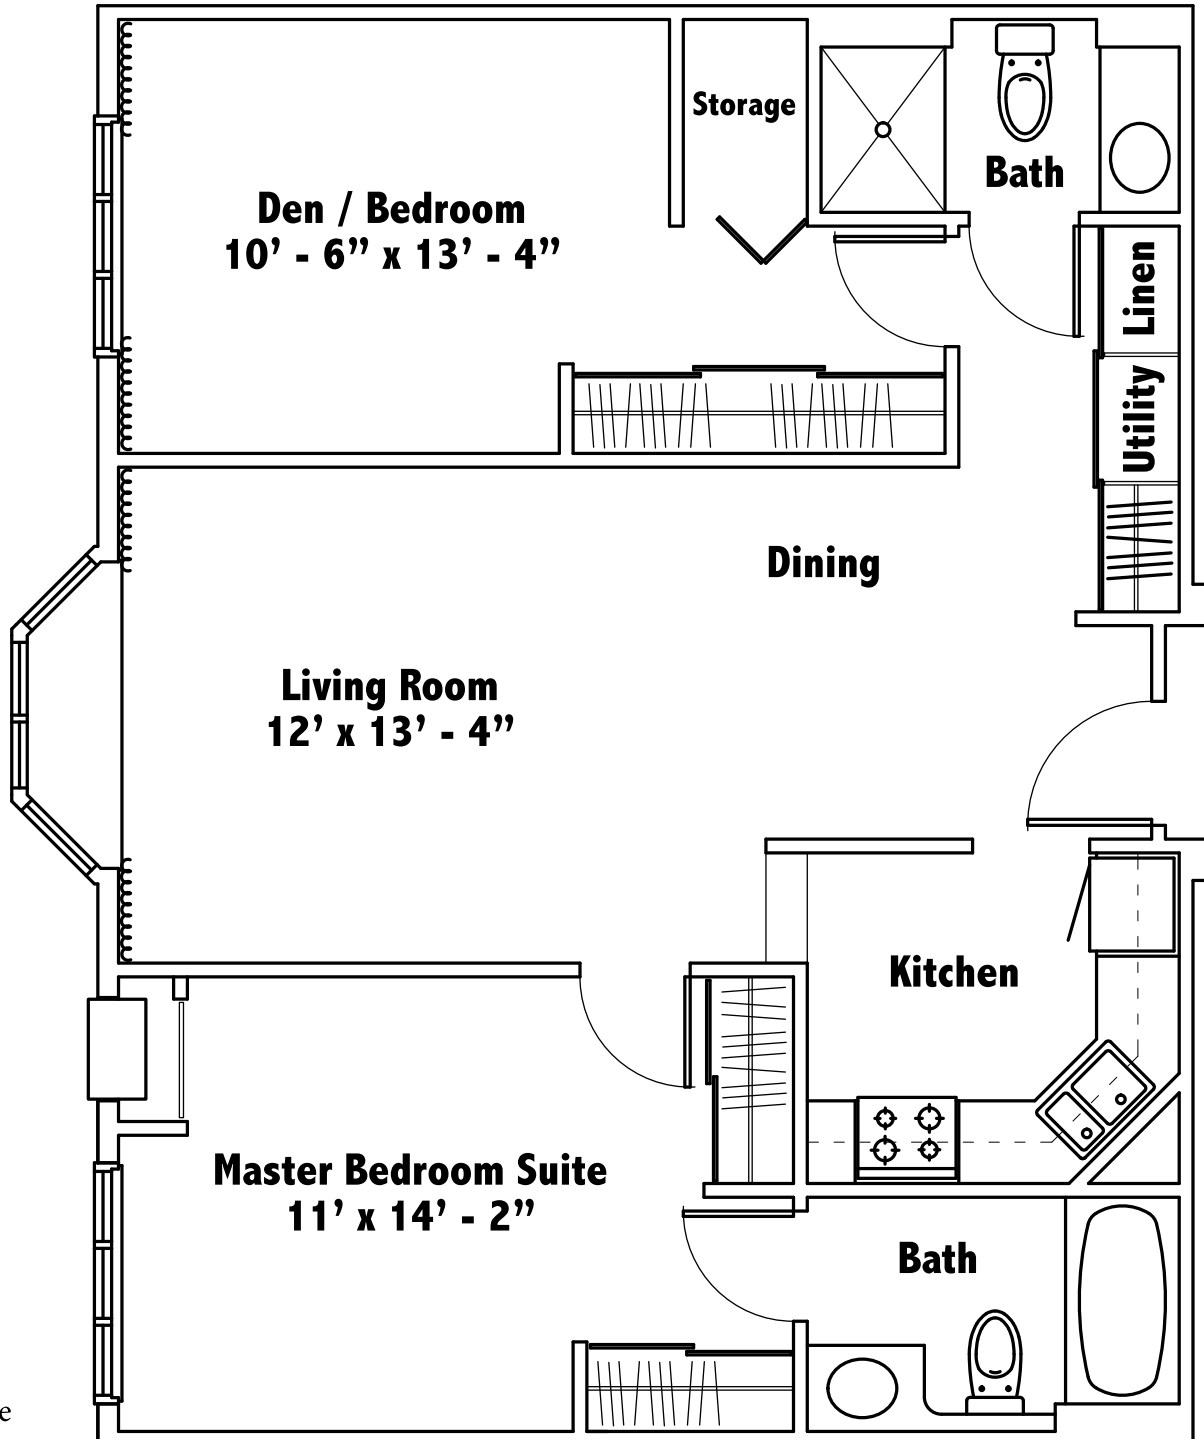 Storage
Bath
Den / Bedroom
10’ - 6” x 13’ - 4”
Linen
Utility
Dining
Living Room
12’ x 13’ - 4”
Kitchen
Master Bedroom Suite
11’ x 14’ - 2”
Bath
e